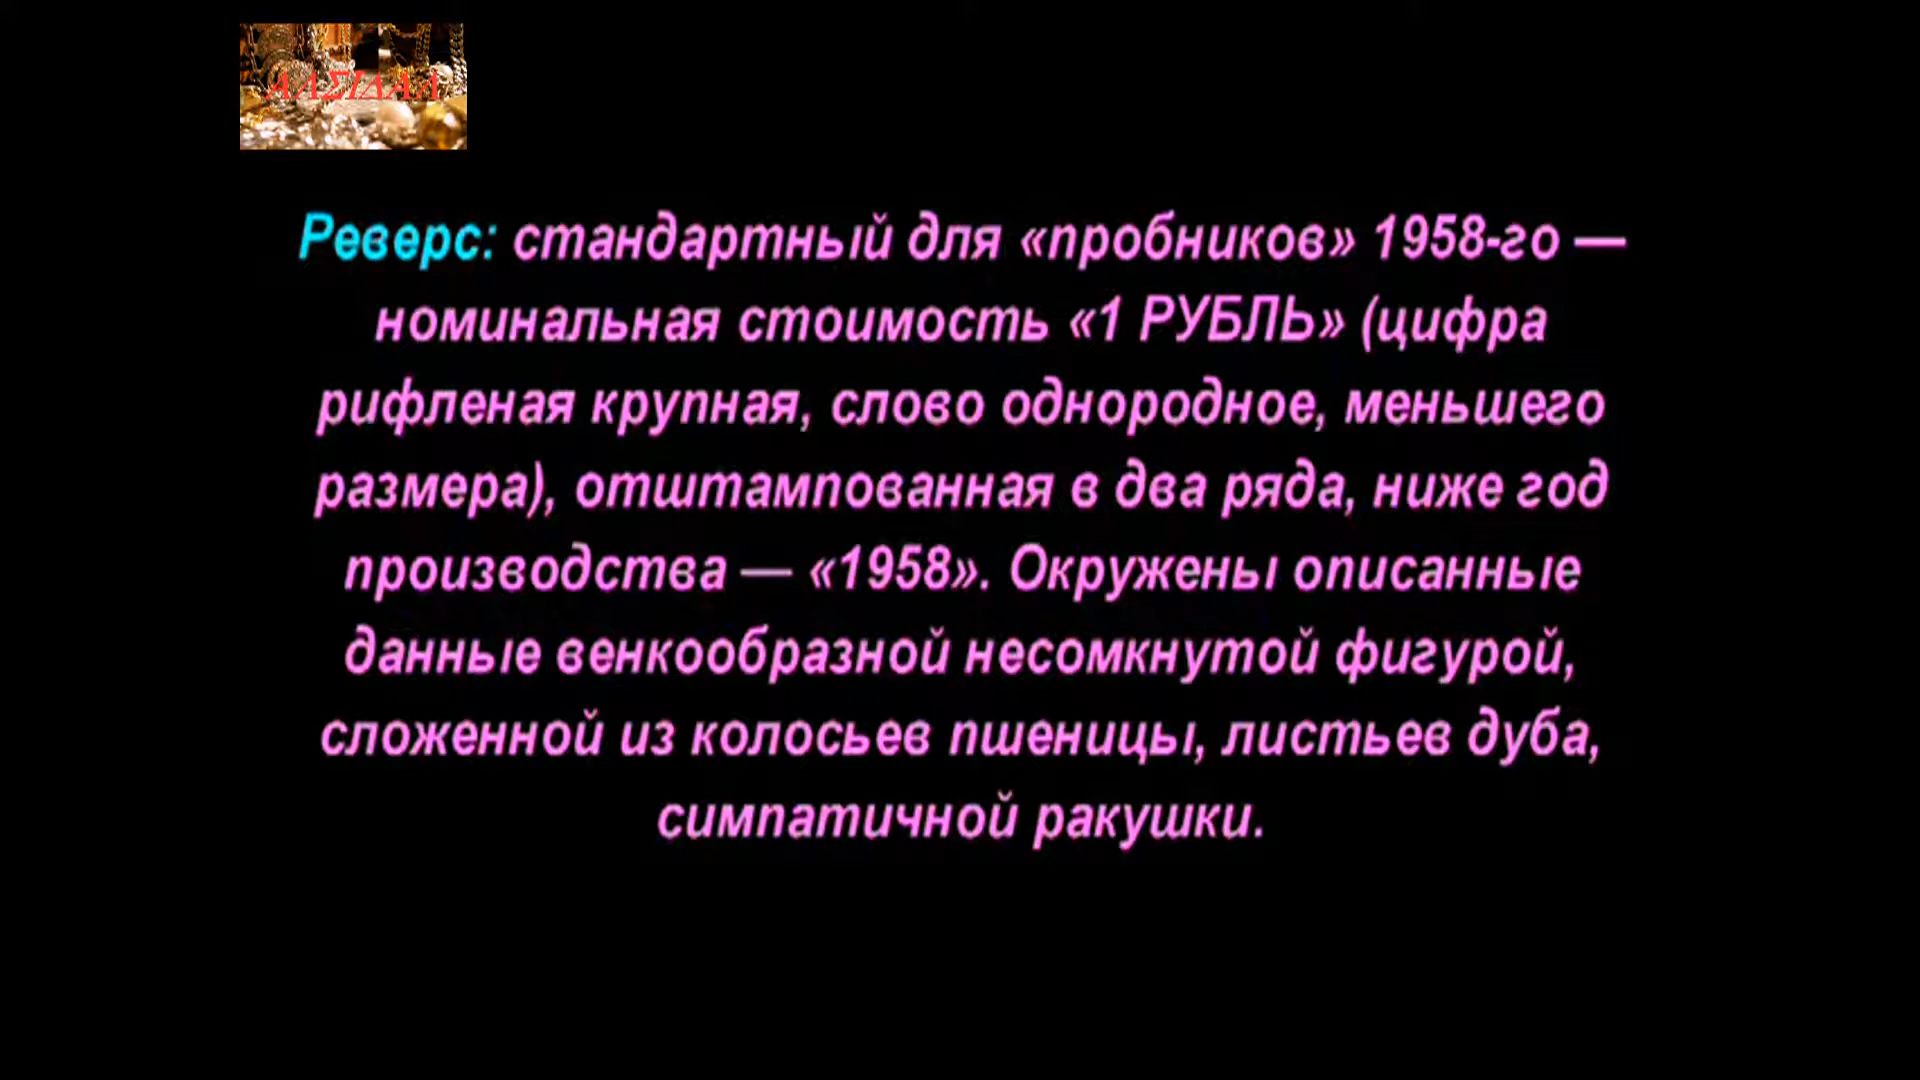 ΑΛΣΙΔΑΛ
Реверс: стандартный для «пробников» 1958-го —
номинальная стоимость «1 РУБЛЬ» (цифра
рифленая крупная, слово однородное, меньшего
размера), отштампованная в два ряда, ниже год
производства — «1958». Окружены описанные
данные венкообразной несомкнутой фигурой,
сложенной из колосьев пшеницы, листьев дуба,
симпатичной ракушки.